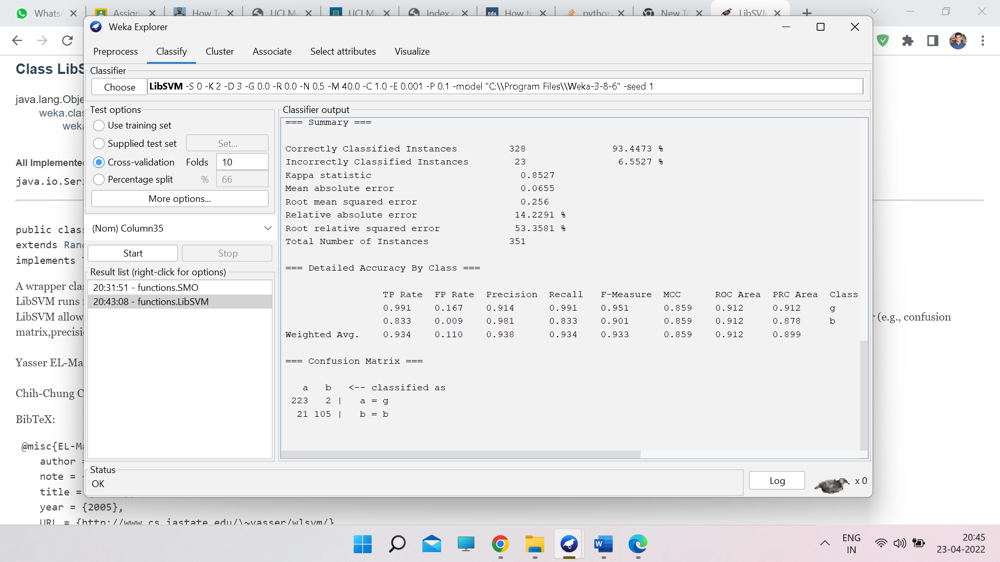 WhatsA
Assign
How To
UCI Ma
UCI Ma
Index o
tds How to
python
New Ta
LibSVM
Weka Explorer
Preprocess Classify Cluster Associate Select attributes Visualize
Classifier
Choose LibSVM -S 0 -K 2 -D 3 -G 0.0 -R 0.0 -N 0.5 -M 40.0 -C 1.0 -E 0.001 -P 0.1 -model "C:\\Program Files\\Weka-3-8-6" -seed 1
Test options
Use training set
Supplied test set Set...
Cross-validation Folds 10
Percentage split % 66
More options...
(Nom) Column35
Start Stop
Result list (right-click for options)
20:31:51 - functions.SMO
20:43:08 - functions.LibSVM
Classifier output
=== Summary ===
Correctly Classified Instances 328 93.4473 %
Incorrectly Classified Instances 23 6.5527 %
Kappa statistic 0.8527
Mean absolute error 0.0655
Root mean squared error 0.256
Relative absolute error 14.2291 %
Root relative squared error 53.3581 %
Total Number of Instances 351
=== Detailed Accuracy By Class ===
TP Rate FP Rate Precision Recall F-Measure MCC ROC Area PRC Area Class
0.991 0.167 0.914 0.991 0.951 0.859 0.912 0.912 g
0.833 0.009 0.981 0.833 0.901 0.859 0.912 0.878 b
Weighted Avg. 0.934 0.110 0.938 0.934 0.933 0.859 0.912 0.899
=== Confusion Matrix ===
a b <-- classified as
223 2 | a = g
21 105 | b = b
Status
OK
Log
x 0
Class LibS
java.lang.Obje
weka.clas
weka
All Implemented
java.io.Seri
public class
extends Rand
implements
A wrapper clas
LibSVM runs
LibSVM allow
(e.g., confusion
matrix,precisi
Yasser EL-Ma
Chih-Chung C
BibTeX:
@misc{EL-Ma
author =
note =
title =
year = {2005},
URL = {http://www.cs.iastate.edu/\~yasser/wlsvm/}
ENG
IN
20:45
23-04-2022